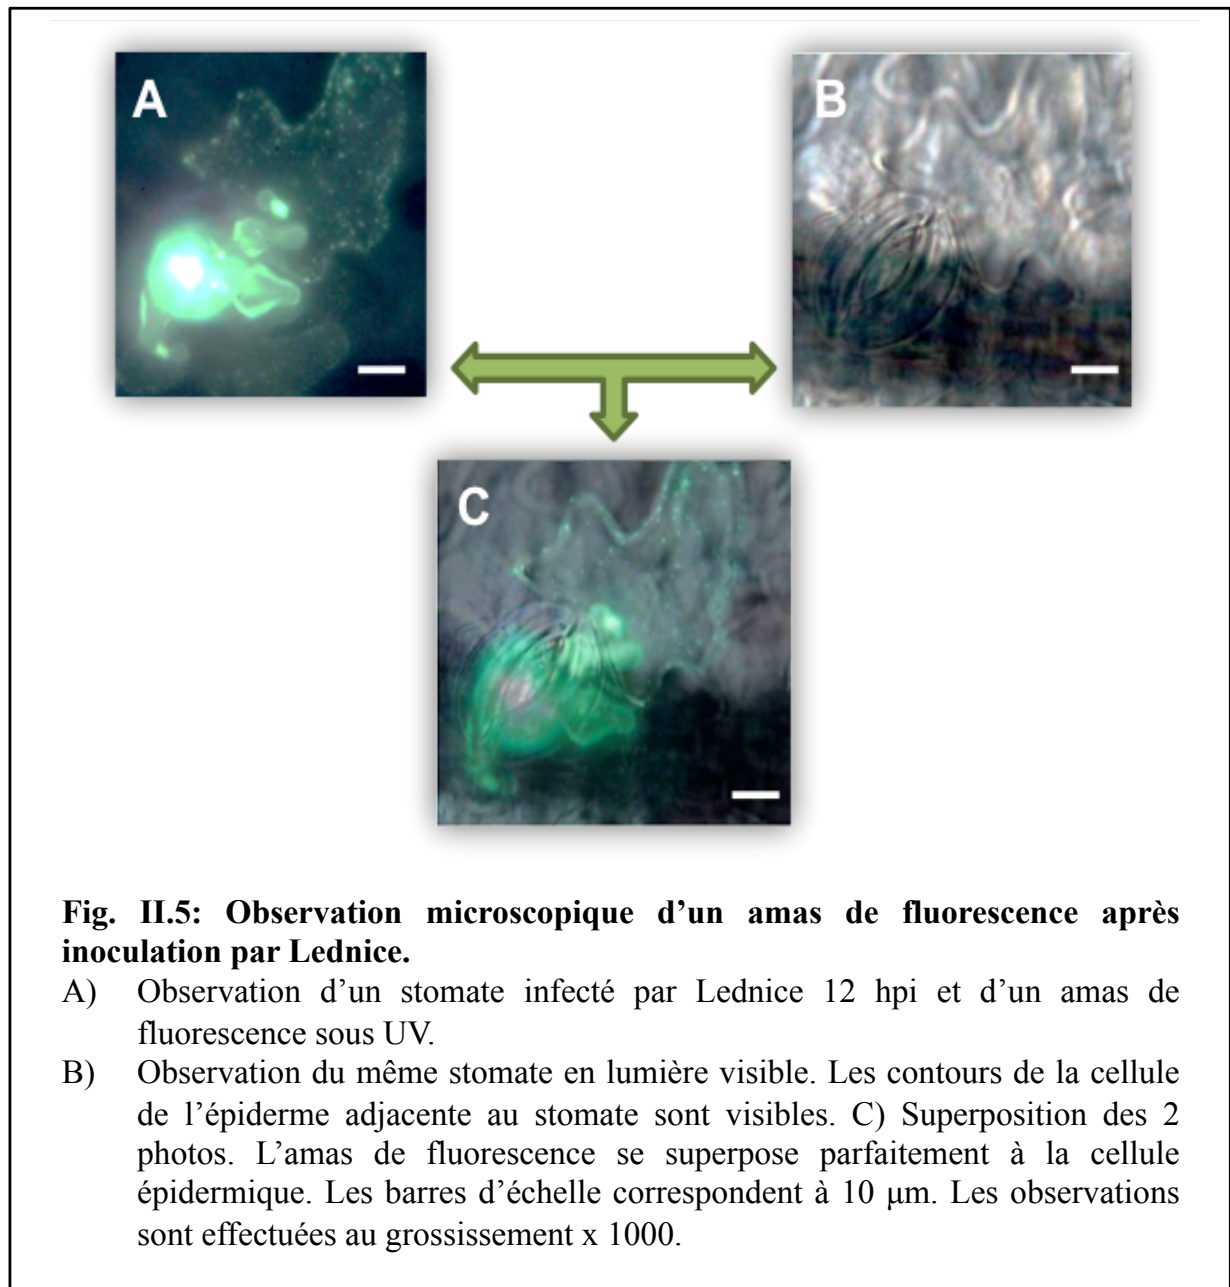 A
B
C
Fig. II.5: Observation microscopique d’un amas de fluorescence après
inoculation par Lednice.
A) Observation d’un stomate infecté par Lednice 12 hpi et d’un amas de
fluorescence sous UV.
B) Observation du même stomate en lumière visible. Les contours de la cellule
de l’épiderme adjacente au stomate sont visibles. C) Superposition des 2
photos. L’amas de fluorescence se superpose parfaitement à la cellule
épidermique. Les barres d’échelle correspondent à 10 µm. Les observations
sont effectuées au grossissement x 1000.